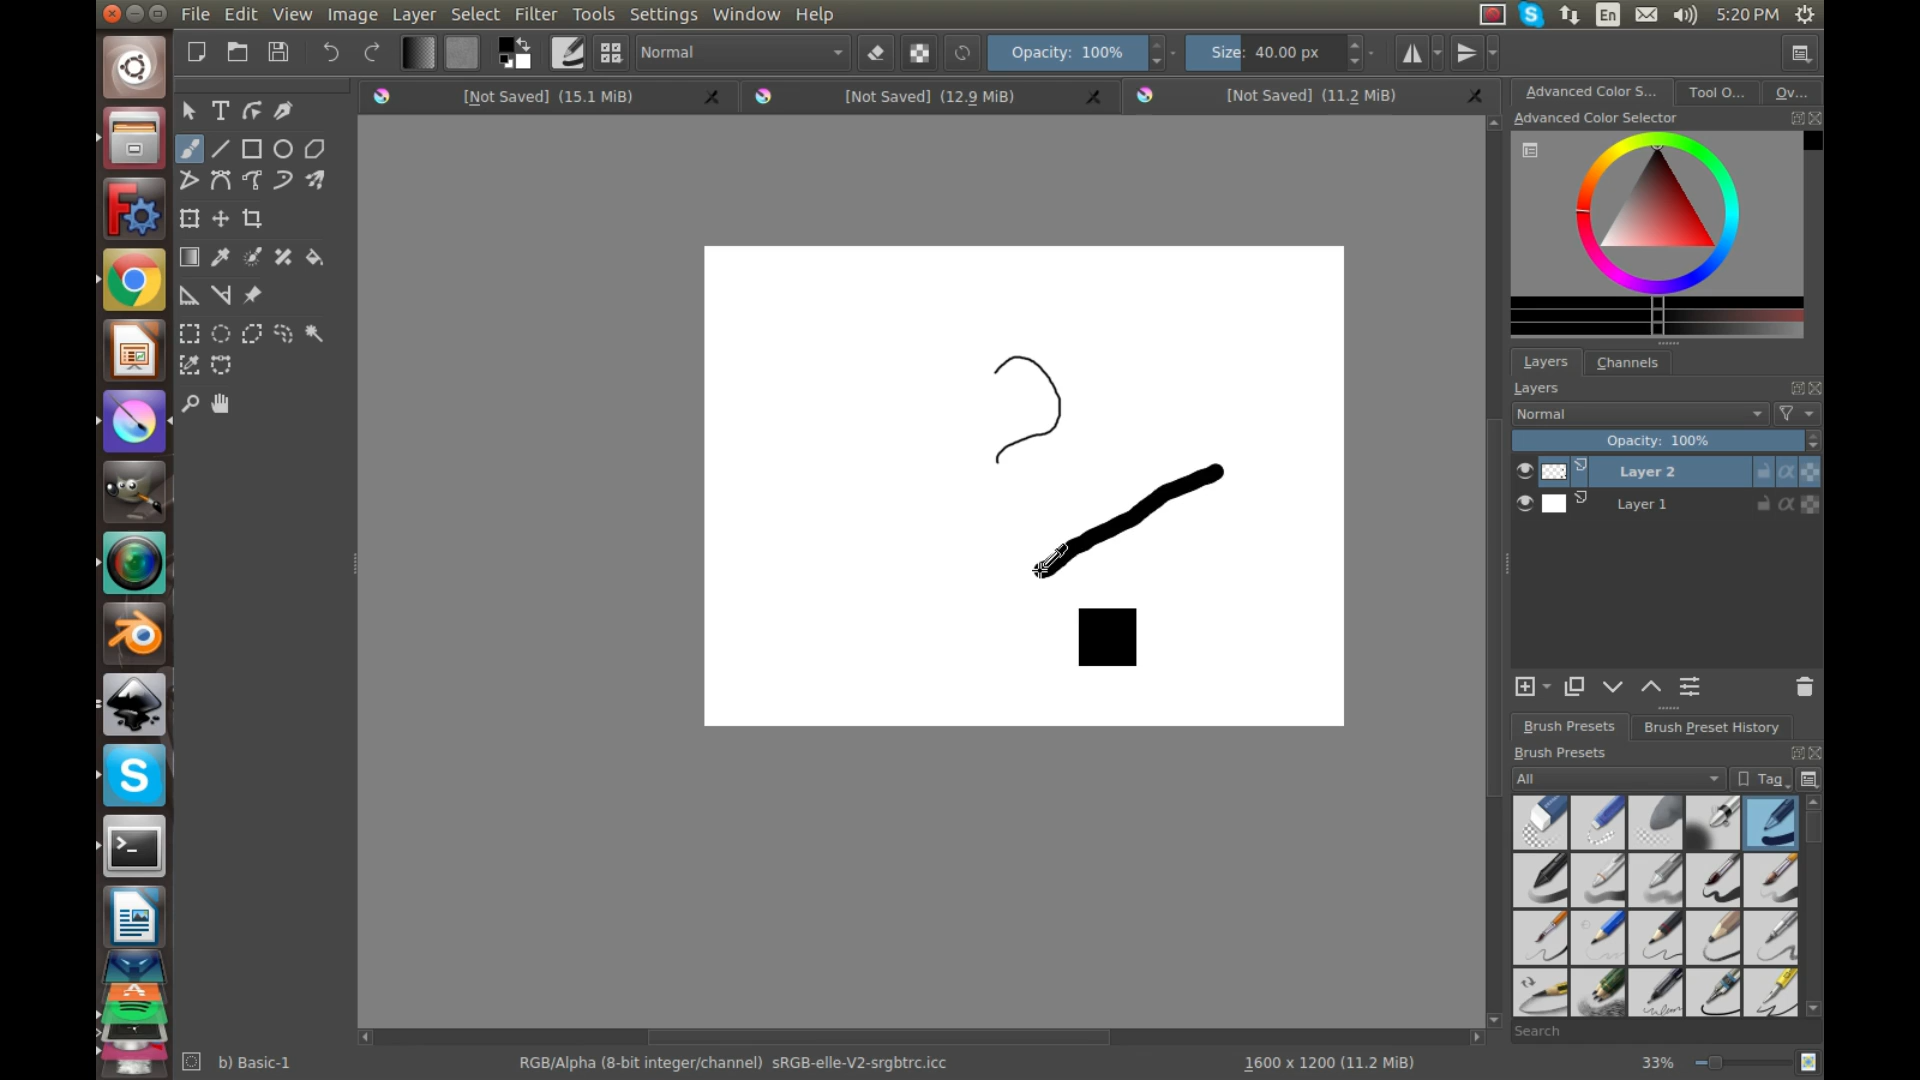 File Edit View Image Layer Select Filter Tools Settings Window Help En 5:20 PM
Normal Opacity: 100% Size: 40.00 px
[Not Saved] (15.1 MiB) [Not Saved] (12.9 MiB) [Not Saved] (11.2 MiB) Advanced Color S... Tool O... Ov...
Advanced Color Selector
Layers Channels
Layers
Normal
Opacity: 100%
Layer 2
Layer 1
Brush Presets Brush Preset History
Brush Presets
All Tag
Search
b) Basic-1 RGB/Alpha (8-bit integer/channel) sRGB-elle-V2-srgbtrc.icc 1600 x 1200 (11.2 MiB) 33%